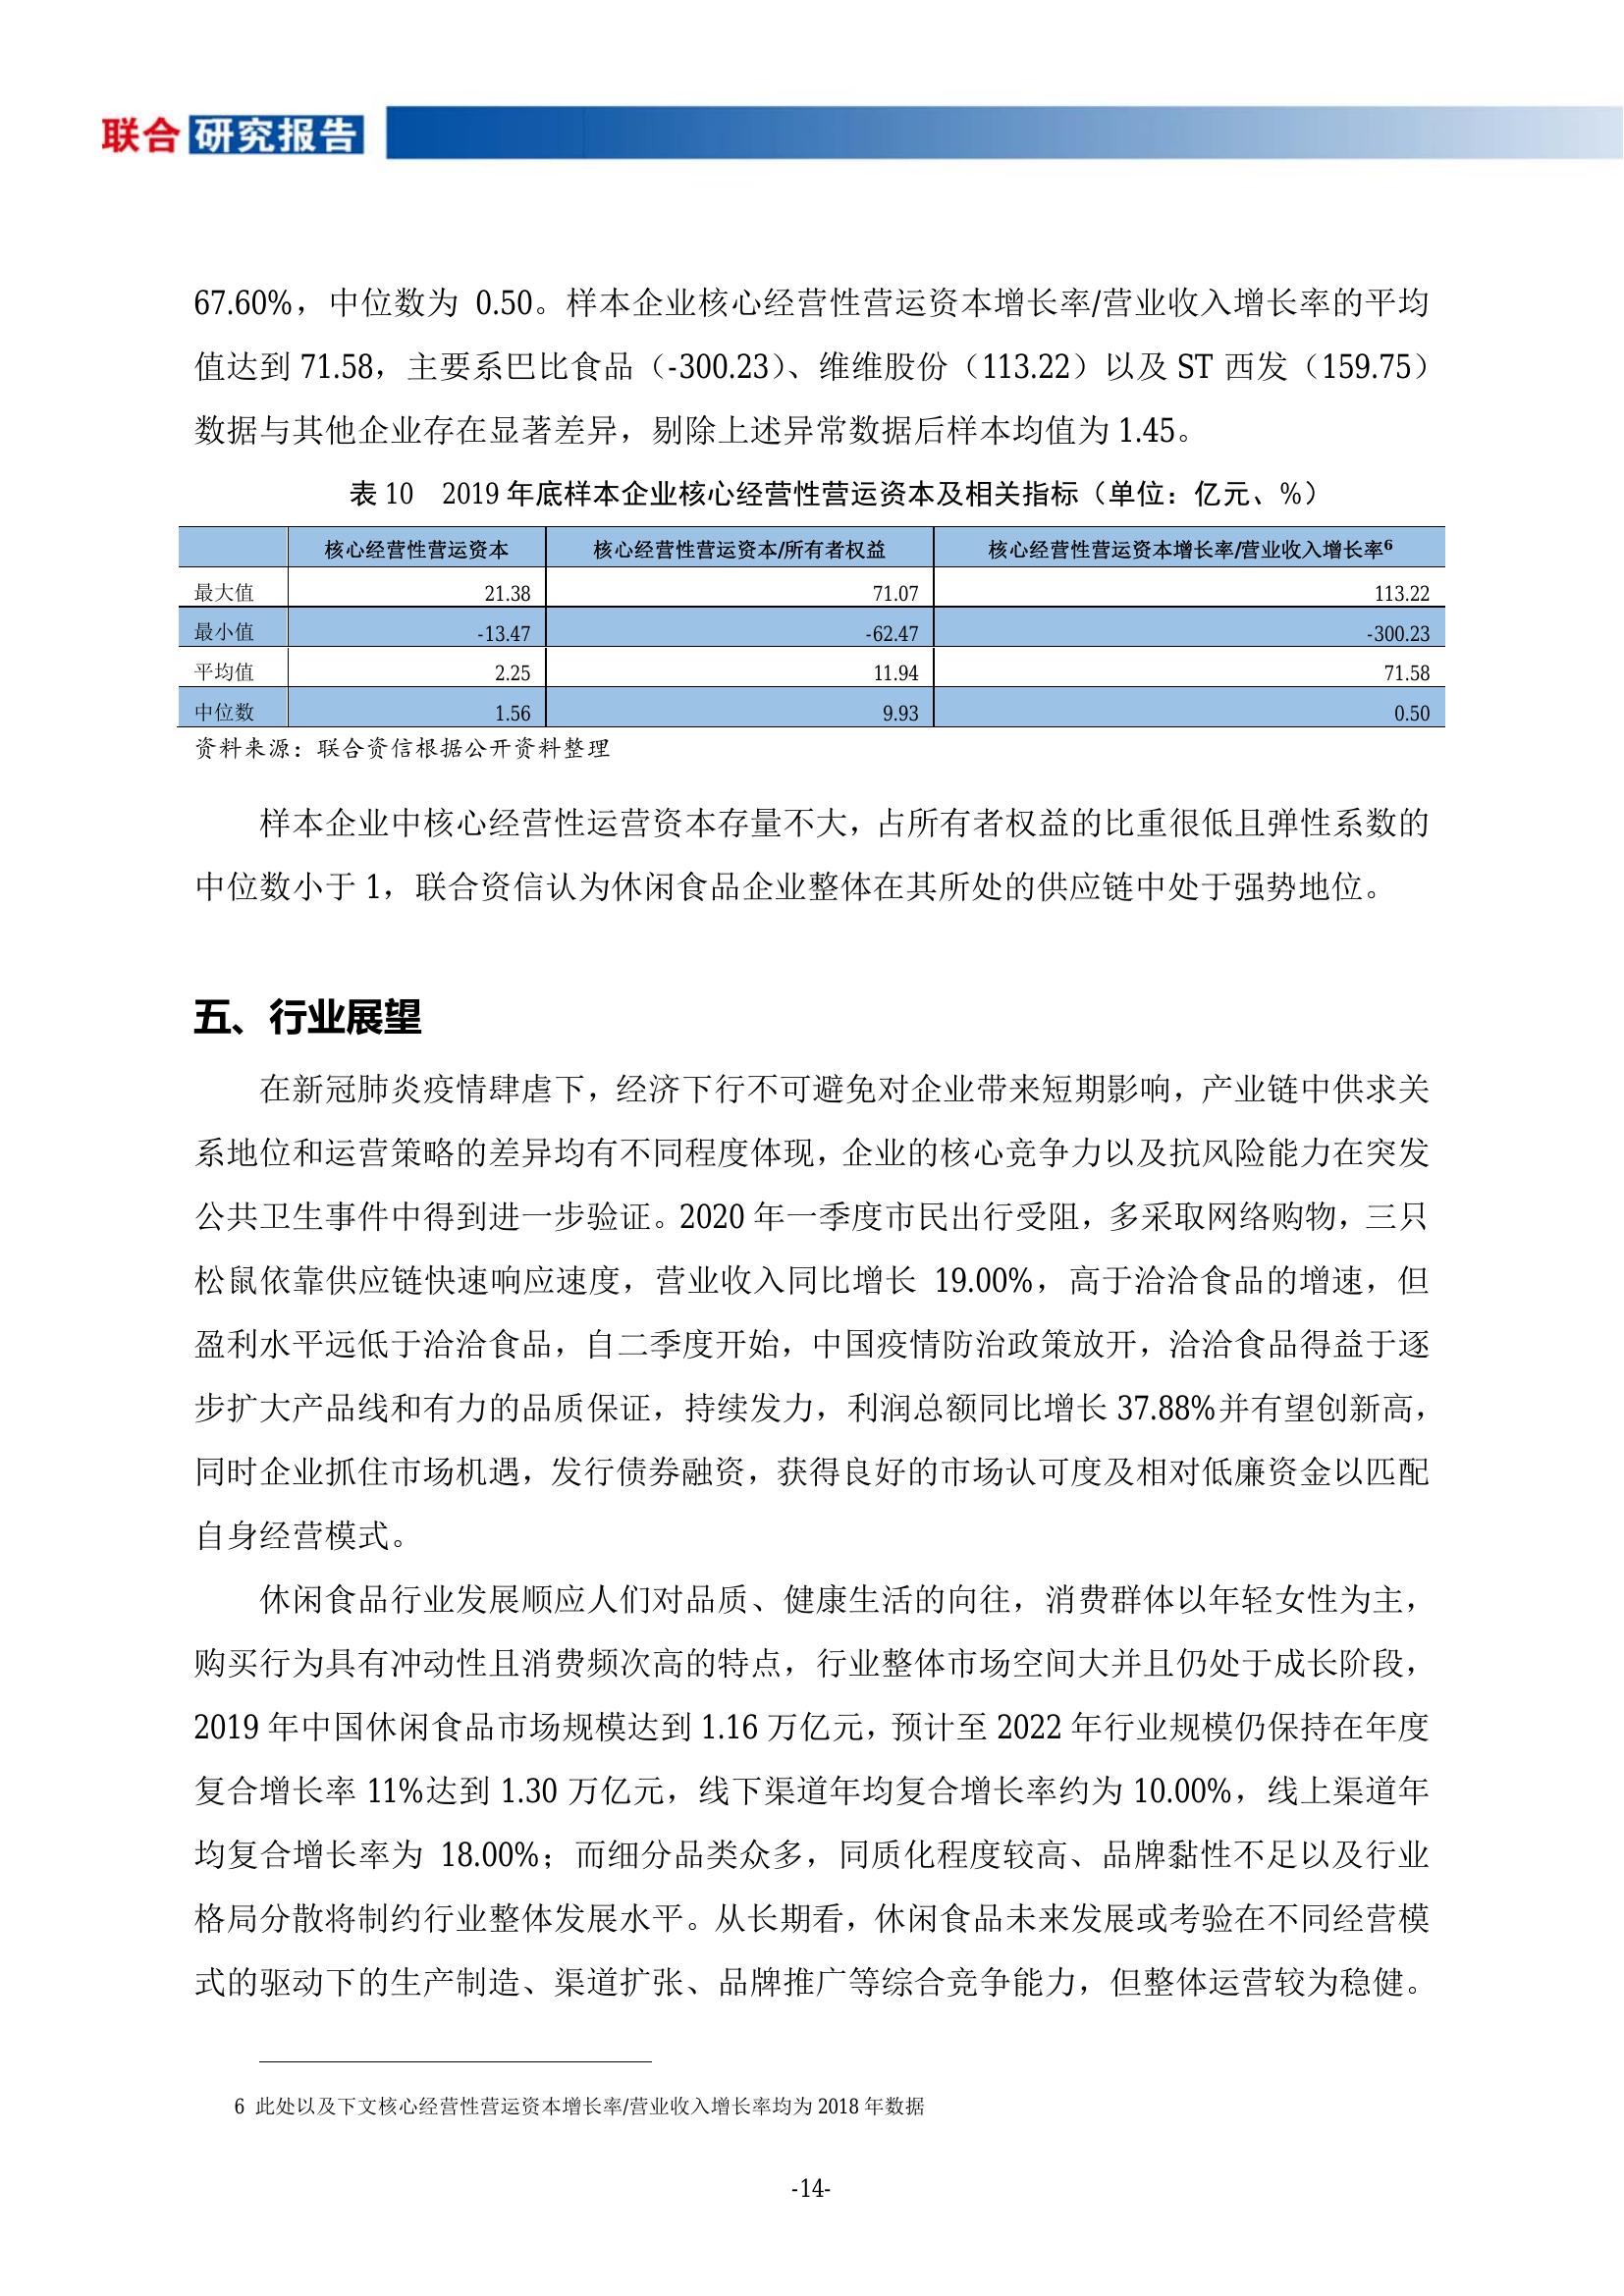 联合 研究报告
67.60%，中位数为 0.50。样本企业核心经营性营运资本增长率/营业收入增长率的平均
值达到 71.58，主要系巴比食品（-300.23）、维维股份（113.22）以及 ST 西发（159.75）
数据与其他企业存在显著差异，剔除上述异常数据后样本均值为 1.45。
表 10 2019 年底样本企业核心经营性营运资本及相关指标（单位：亿元、%）
核心经营性营运资本 核心经营性营运资本/所有者权益 核心经营性营运资本增长率/营业收入增长率6
最大值 21.38 71.07 113.22
最小值 -13.47 -62.47 -300.23
平均值 2.25 11.94 71.58
中位数 1.56 9.93 0.50
资料来源：联合资信根据公开资料整理
样本企业中核心经营性运营资本存量不大，占所有者权益的比重很低且弹性系数的
中位数小于 1，联合资信认为休闲食品企业整体在其所处的供应链中处于强势地位。
五、行业展望
在新冠肺炎疫情肆虐下，经济下行不可避免对企业带来短期影响，产业链中供求关
系地位和运营策略的差异均有不同程度体现，企业的核心竞争力以及抗风险能力在突发
公共卫生事件中得到进一步验证。2020 年一季度市民出行受阻，多采取网络购物，三只
松鼠依靠供应链快速响应速度，营业收入同比增长 19.00%，高于洽洽食品的增速，但
盈利水平远低于洽洽食品，自二季度开始，中国疫情防治政策放开，洽洽食品得益于逐
步扩大产品线和有力的品质保证，持续发力，利润总额同比增长 37.88%并有望创新高，
同时企业抓住市场机遇，发行债券融资，获得良好的市场认可度及相对低廉资金以匹配
自身经营模式。
休闲食品行业发展顺应人们对品质、健康生活的向往，消费群体以年轻女性为主，
购买行为具有冲动性且消费频次高的特点，行业整体市场空间大并且仍处于成长阶段，
2019 年中国休闲食品市场规模达到 1.16 万亿元，预计至 2022 年行业规模仍保持在年度
复合增长率 11%达到 1.30 万亿元，线下渠道年均复合增长率约为 10.00%，线上渠道年
均复合增长率为 18.00%；而细分品类众多，同质化程度较高、品牌黏性不足以及行业
格局分散将制约行业整体发展水平。从长期看，休闲食品未来发展或考验在不同经营模
式的驱动下的生产制造、渠道扩张、品牌推广等综合竞争能力，但整体运营较为稳健。
6 此处以及下文核心经营性营运资本增长率/营业收入增长率均为 2018 年数据
-14-